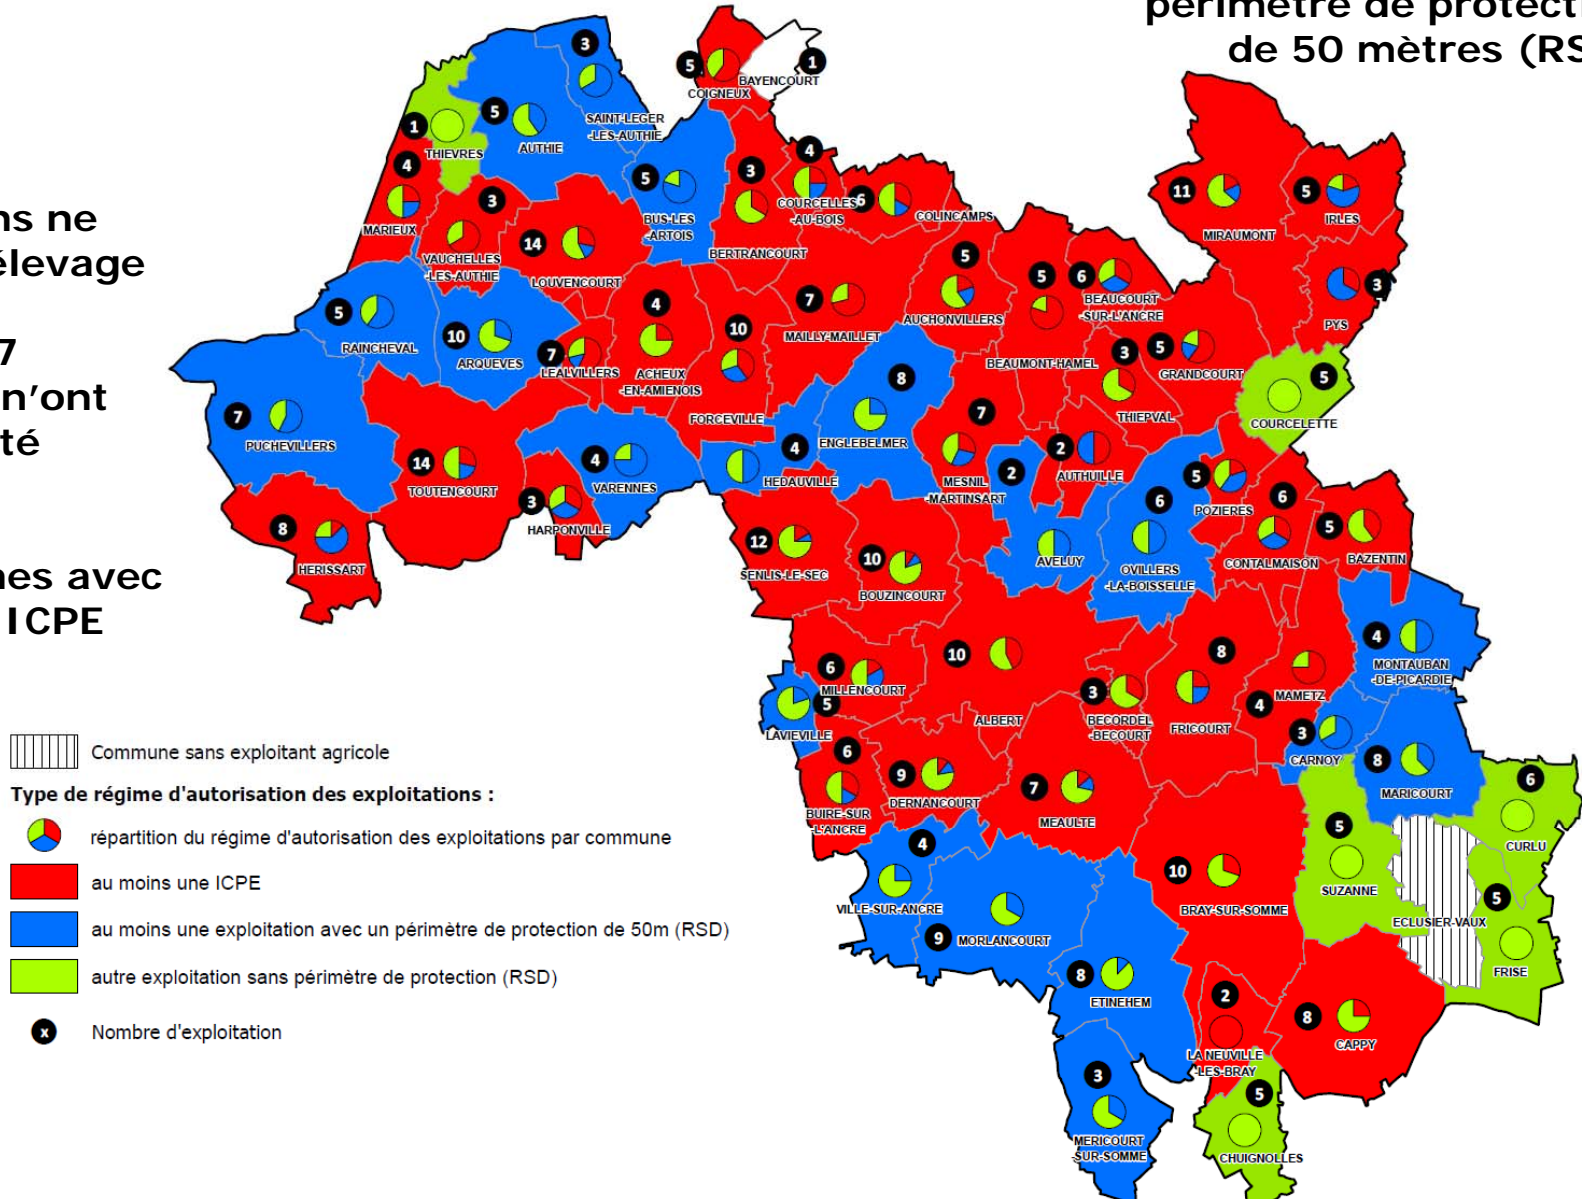 périmètre de protecti
de 50 mètres (RS
ns ne
élevage
7
n'ont
té
nes avec
ICPE
3
SAINT-LEGER
-LES-AUTHIE
5
COIGNEUX
1
BAYENCOURT
5
AUTHIE
1
THIEVRES
4
MARIEUX
3
VAUCHELLES
-LES-AUTHIE
14
LOUVENCOURT
5
BUS-LES
-ARTOIS
3
BERTRANCOURT
4
COURCELLES
-AU-BOIS
6
COLINCAMPS
11
MIRAUMONT
5
IRLES
3
PYS
5
RAINCHEVAL
10
ARQUEVES
7
LEALVILLERS
4
ACHEUX
-EN-AMIENOIS
10
FORCEVILLE
7
MAILLY-MAILLET
5
AUCHONVILLERS
5
BEAUMONT-HAMEL
6
BEAUCOURT
-SUR-L'ANCRE
5
GRANDCOURT
3
THIEPVAL
5
COURCELETTE
7
PUCHEVILLERS
14
TOUTENCOURT
3
HARPONVILLE
4
VARENNES
4
HEDAUVILLE
8
ENGLEBELMER
7
MESNIL
-MARTINSART
2
AUTHUILLE
2
AVELUY
6
OVILLERS
-LA-BOISSELLE
5
POZIERES
6
CONTALMAISON
5
BAZENTIN
8
HERISSART
12
SENLIS-LE-SEC
10
BOUZINCOURT
6
MILLENCOURT
5
LAVIEVILLE
10
ALBERT
3
BECORDEL
-BECOURT
8
FRICOURT
4
MAMETZ
4
MONTAUBAN
-DE-PICARDIE
3
CARNOY
8
MARICOURT
6
BUIRE-SUR
-L'ANCRE
9
DERNANCOURT
7
MEAULTE
4
VILLE-SUR-ANCRE
9
MORLANCOURT
8
ETINEHEM
10
BRAY-SUR-SOMME
5
SUZANNE
6
CURLU
ECLUSIER-VAUX
5
FRISE
2
LA NEUVILLE
-LES-BRAY
8
CAPPY
3
MERICOURT
-SUR-SOMME
5
CHUIGNOLLES
Commune sans exploitant agricole
Type de régime d'autorisation des exploitations :
répartition du régime d'autorisation des exploitations par commune
au moins une ICPE
au moins une exploitation avec un périmètre de protection de 50m (RSD)
autre exploitation sans périmètre de protection (RSD)
x Nombre d'exploitation